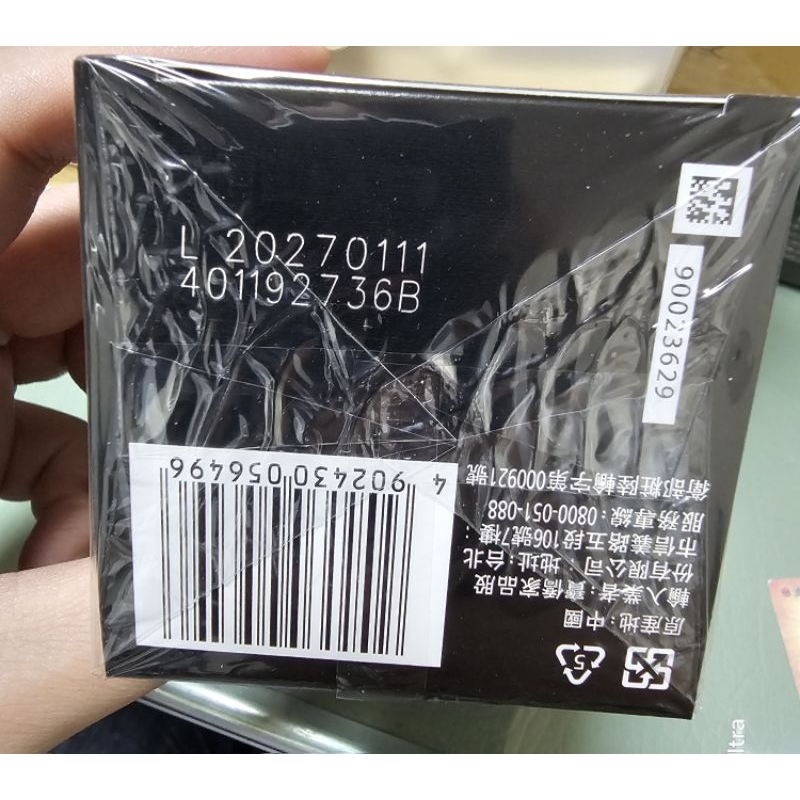 L 20270111
401192736B
90023629
4902430056496
原產地:中國
輸入業者:寶僑家品股
份有限公司 地址:台北
市信義路五段106號7樓;
服務專線:0800-051-088
衛部粧陸輸字第000921號
5
ltra